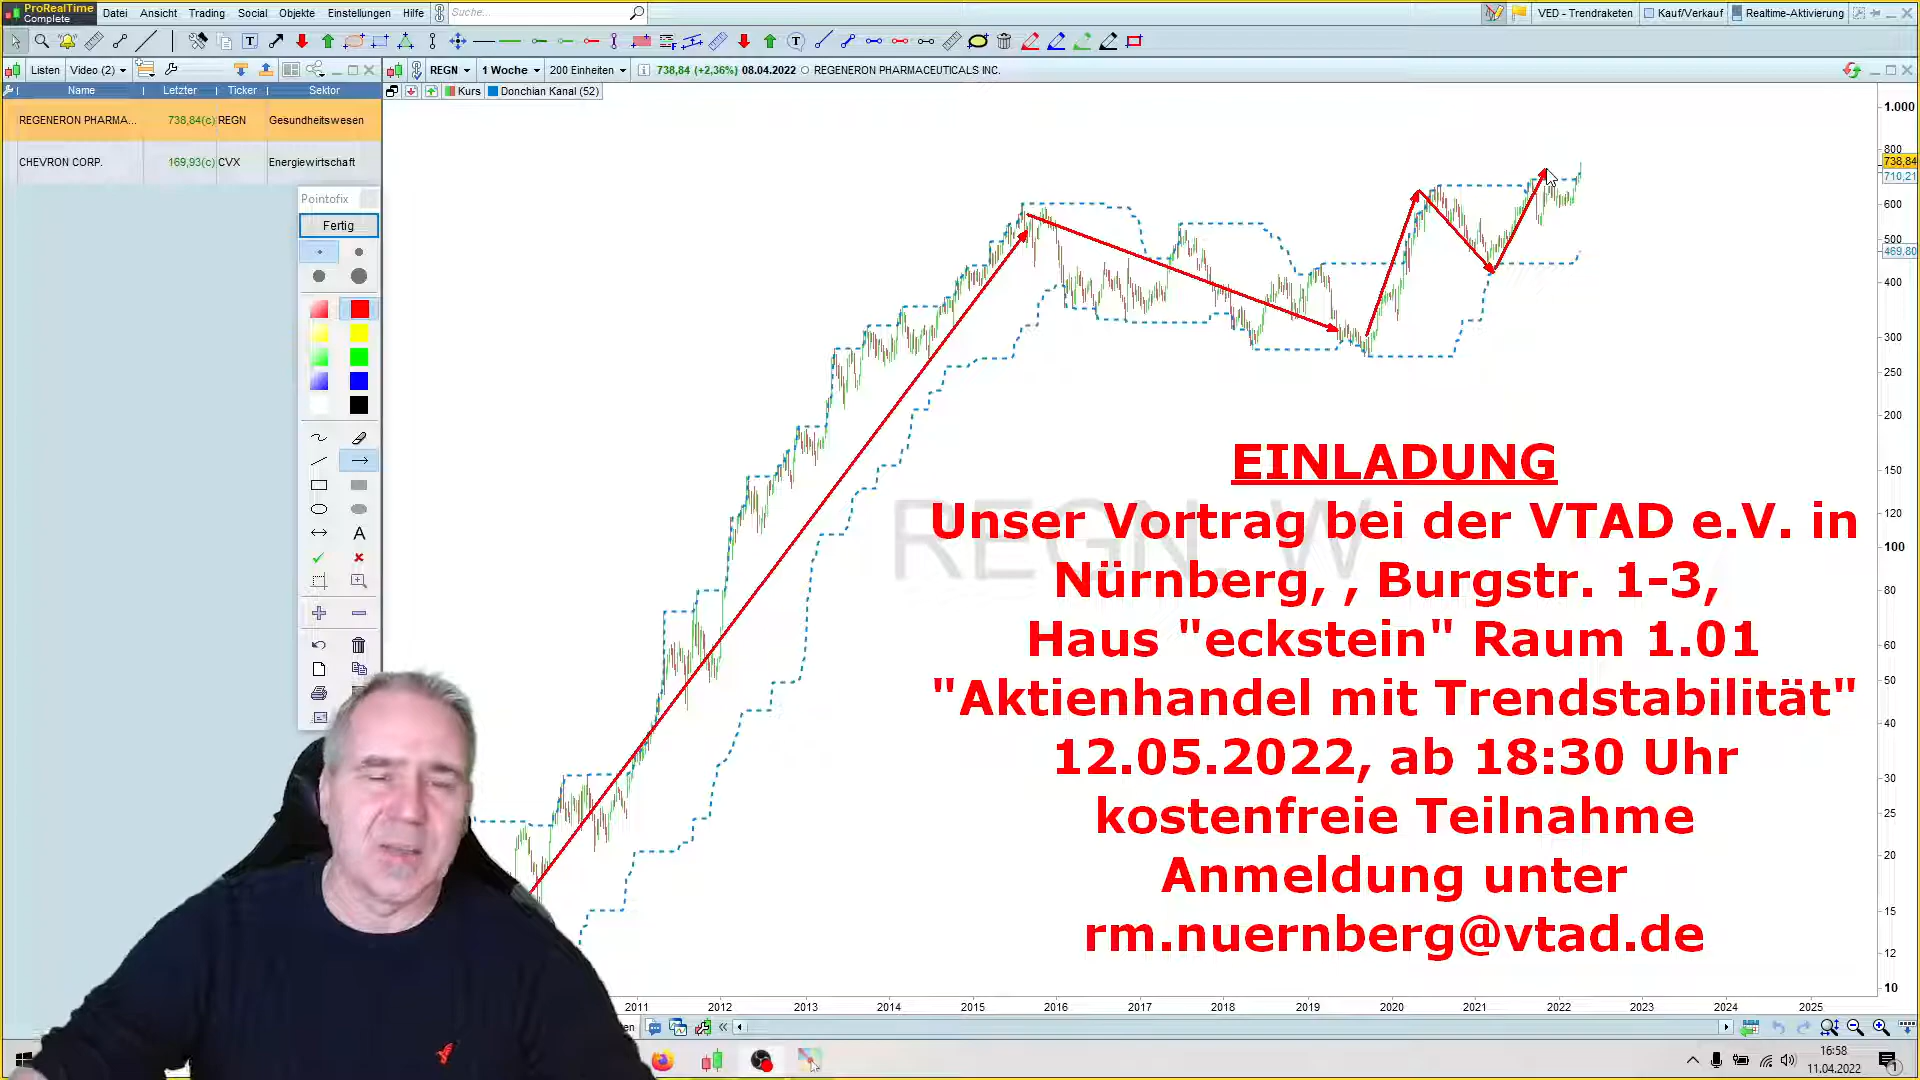 ProRealTime
Complete
Datei Ansicht Trading Social Objekte Einstellungen Hilfe Suche... VED - Trendraketen Kauf/Verkauf Realtime-Aktivierung
Listen Video (2) REGN 1 Woche 200 Einheiten 738,84 (+2,36%) 08.04.2022 REGENERON PHARMACEUTICALS INC.
Name Letzter Ticker Sektor Kurs Donchian Kanal (52)
REGENERON PHARMA... 738,84(c) REGN Gesundheitswesen
CHEVRON CORP. 169,93(c) CVX Energiewirtschaft
Pointofix
Fertig
1.000
800
738,84
710,21
600
500
469,80
400
300
250
200
150
120
100
80
60
50
40
30
25
20
15
12
10
REGN, W
EINLADUNG
Unser Vortrag bei der VTAD e.V. in
Nürnberg, , Burgstr. 1-3,
Haus "eckstein" Raum 1.01
"Aktienhandel mit Trendstabilität"
12.05.2022, ab 18:30 Uhr
kostenfreie Teilnahme
Anmeldung unter
rm.nuernberg@vtad.de
2011 2012 2013 2014 2015 2016 2017 2018 2019 2020 2021 2022 2023 2024 2025
16:58
11.04.2022